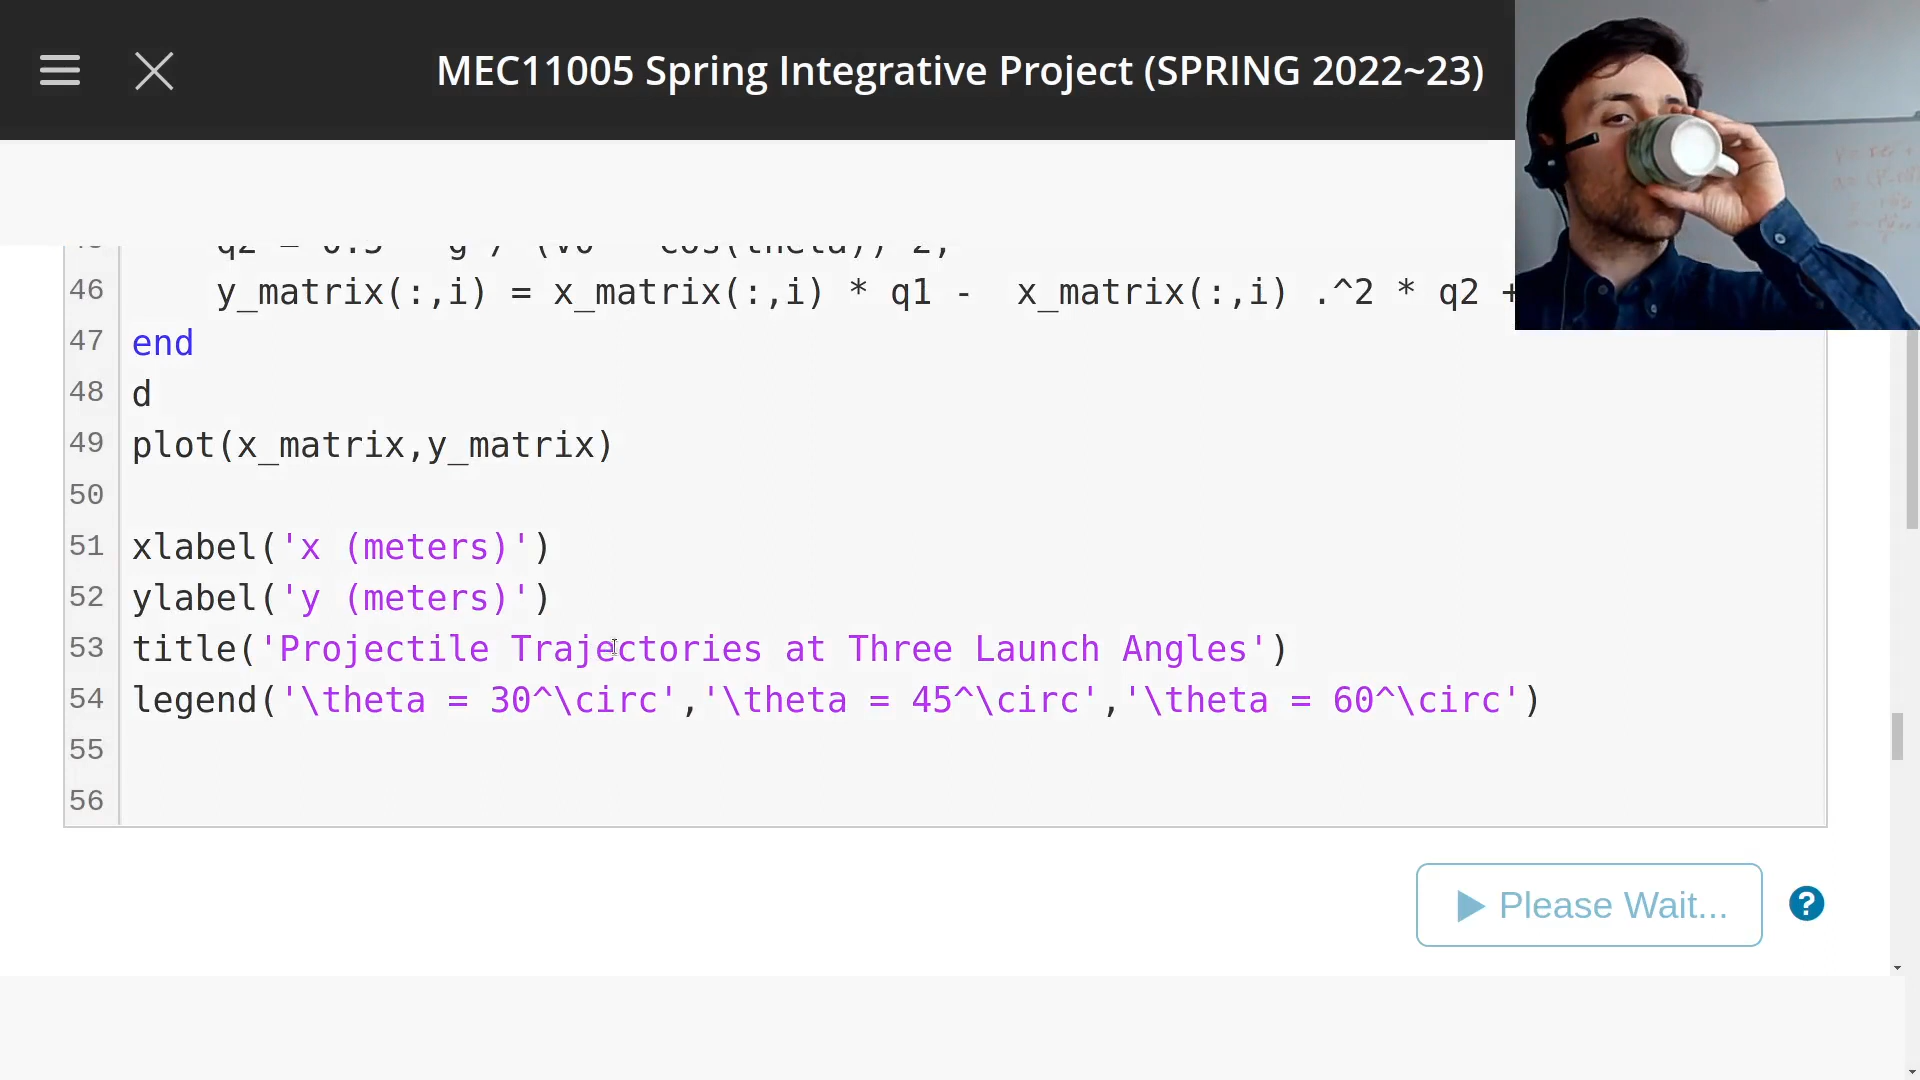 MEC11005 Spring Integrative Project (SPRING 2022~23)
46 y_matrix(:,i) = x_matrix(:,i) * q1 -  x_matrix(:,i) .^2 * q2 +
47 end
48 d
49 plot(x_matrix,y_matrix)
50
51 xlabel('x (meters)')
52 ylabel('y (meters)')
53 title('Projectile Trajectories at Three Launch Angles')
54 legend('\theta = 30^\circ','\theta = 45^\circ','\theta = 60^\circ')
55
56
Please Wait...
?